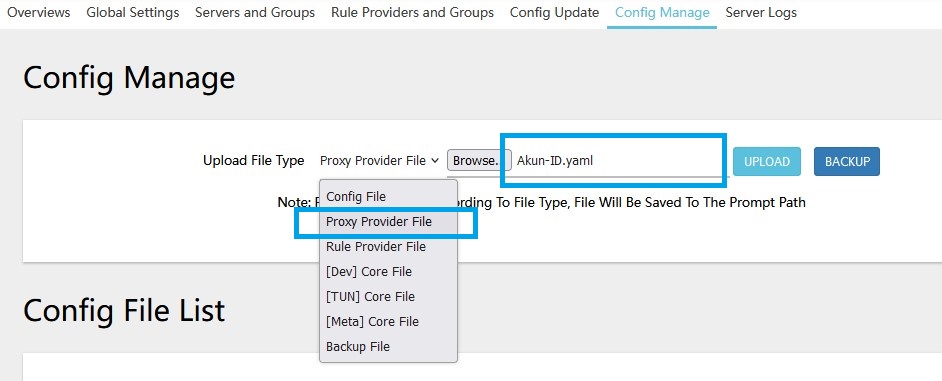 Overviews Global Settings Servers and Groups Rule Providers and Groups Config Update Config Manage Server Logs
Config Manage
Upload File Type Proxy Provider File Browse. Akun-ID.yaml UPLOAD BACKUP
Note: ording To File Type, File Will Be Saved To The Prompt Path
Config File
Proxy Provider File
Rule Provider File
[Dev] Core File
[TUN] Core File
[Meta] Core File
Backup File
Config File List